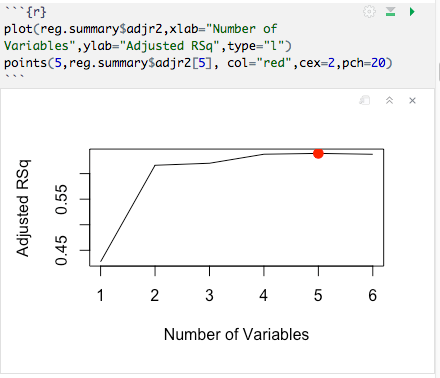 ```{r}
plot(reg.summary$adjr2,xlab="Number of
Variables",ylab="Adjusted RSq",type="l")
points(5,reg.summary$adjr2[5], col="red",cex=2,pch=20)
```
Adjusted RSq
0.55
0.45
1 2 3 4 5 6
Number of Variables